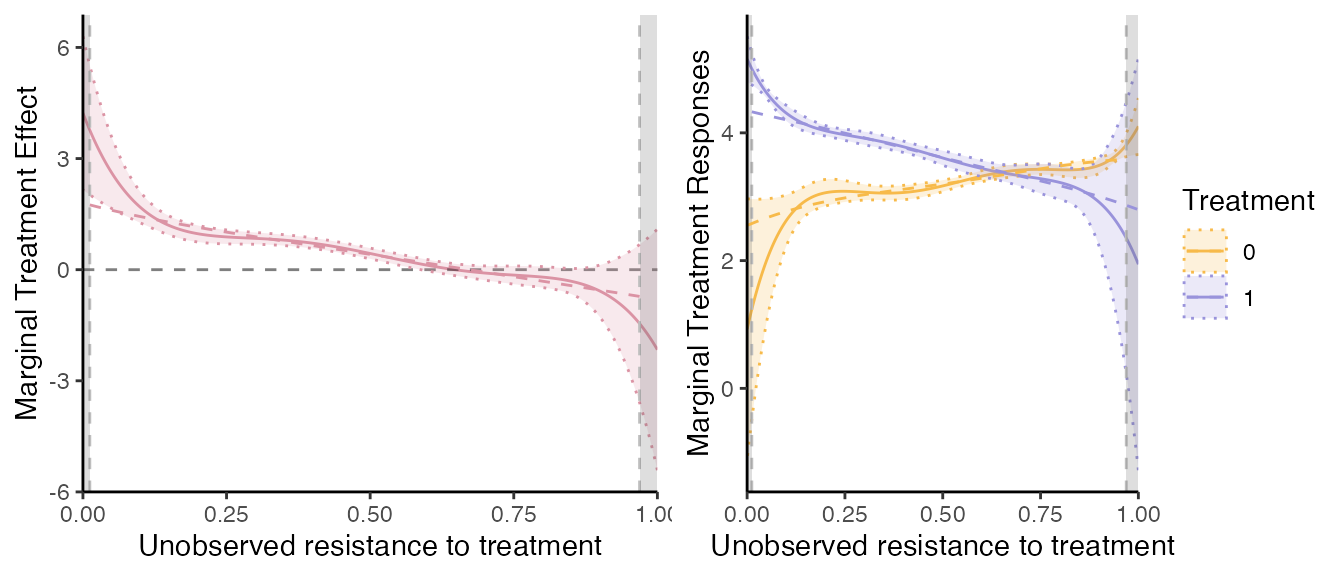 Marginal Treatment Effect
6
3
0
-3
-6
0.00 0.25 0.50 0.75 1.00
Unobserved resistance to treatment
Marginal Treatment Responses
4
2
0
0.00 0.25 0.50 0.75 1.00
Unobserved resistance to treatment
Treatment
0
1